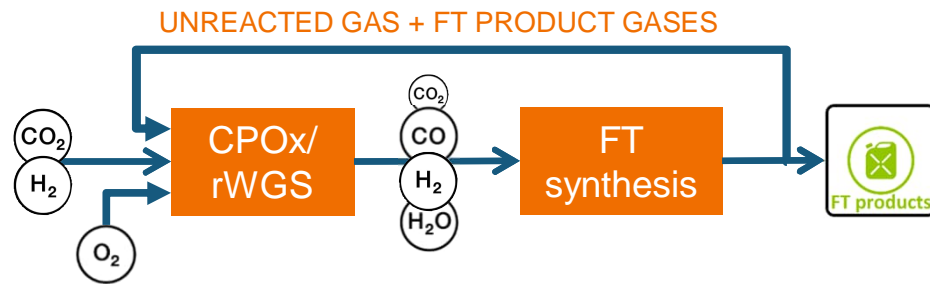 UNREACTED GAS + FT PRODUCT GASES
CO₂
H₂
O₂
CPOx/
rWGS
CO₂
CO
H₂
H₂O
FT
synthesis
FT products